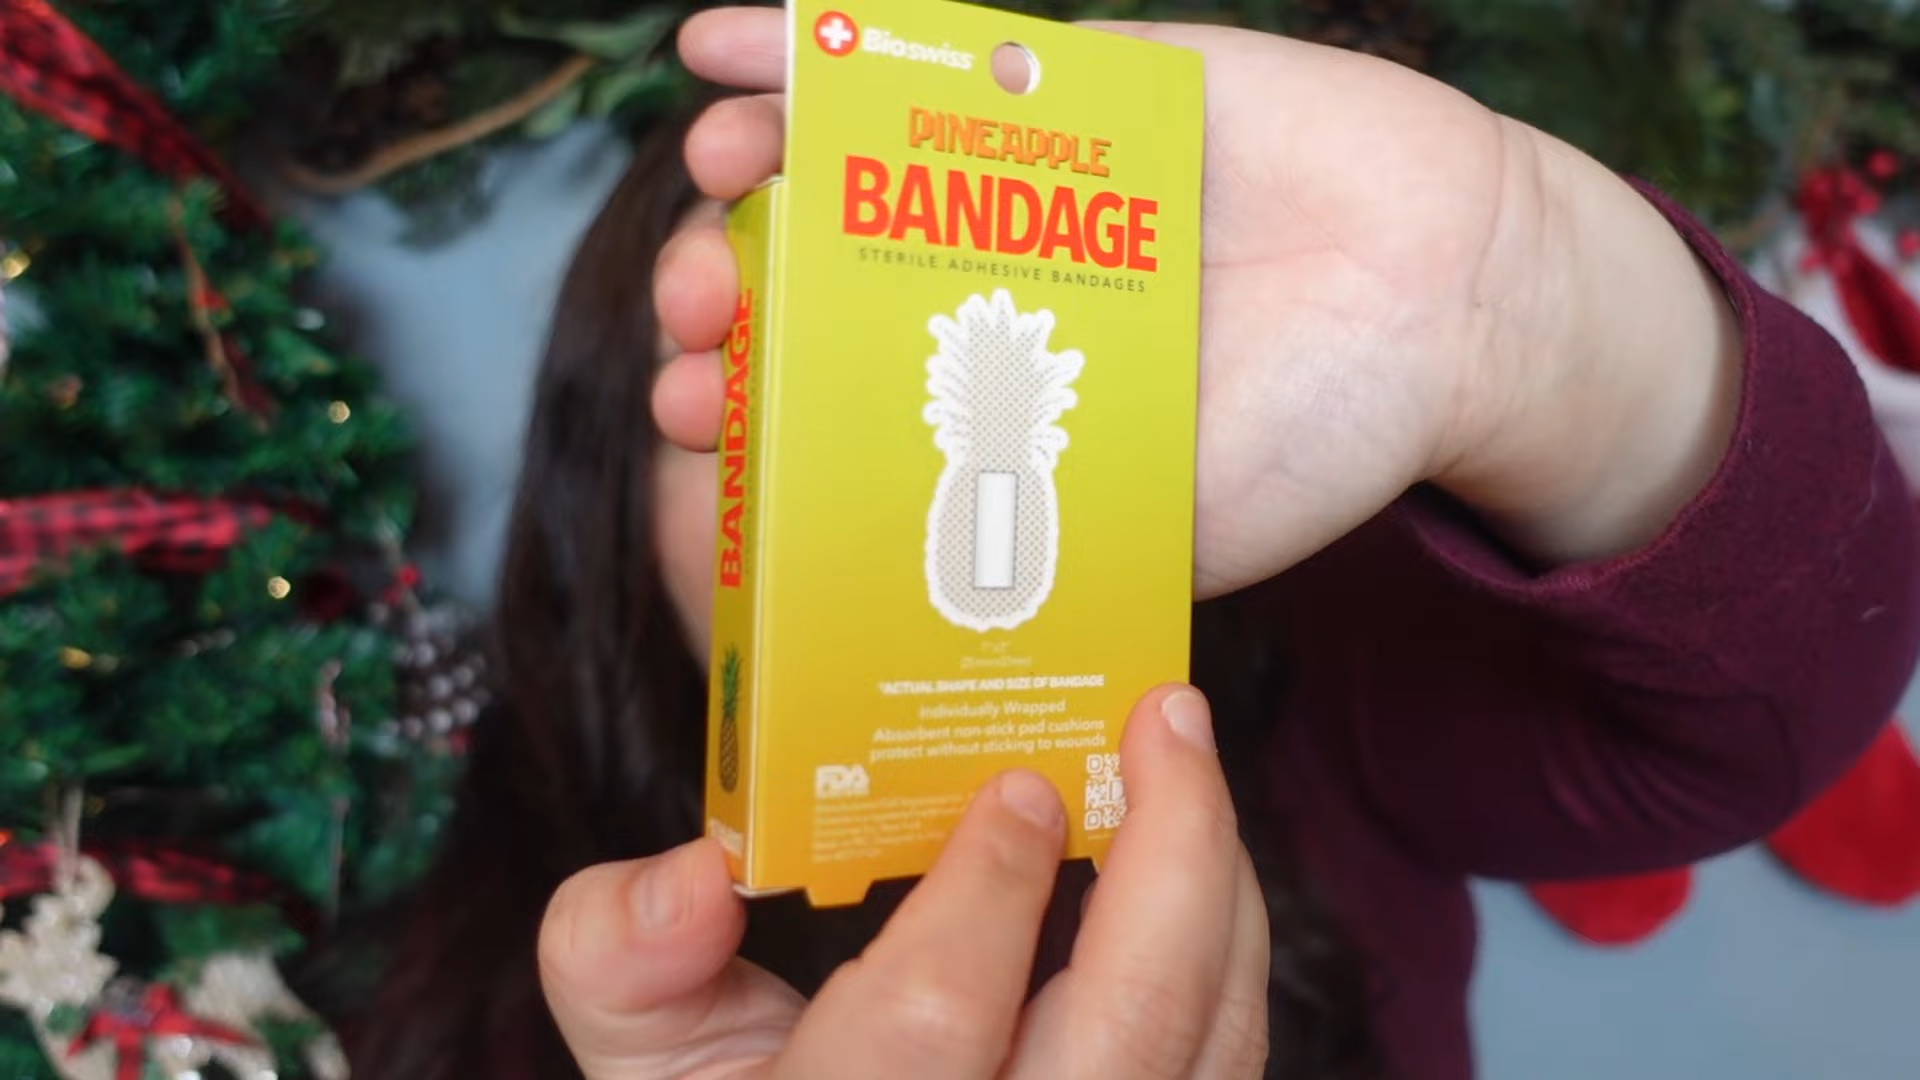 Bioswiss
PINEAPPLE
BANDAGE
STERILE ADHESIVE BANDAGES
BANDAGE
*ACTUAL SHAPE AND SIZE OF BANDAGE
Individually Wrapped
Absorbent non-stick pad cushions
protect without sticking to wounds
FDA